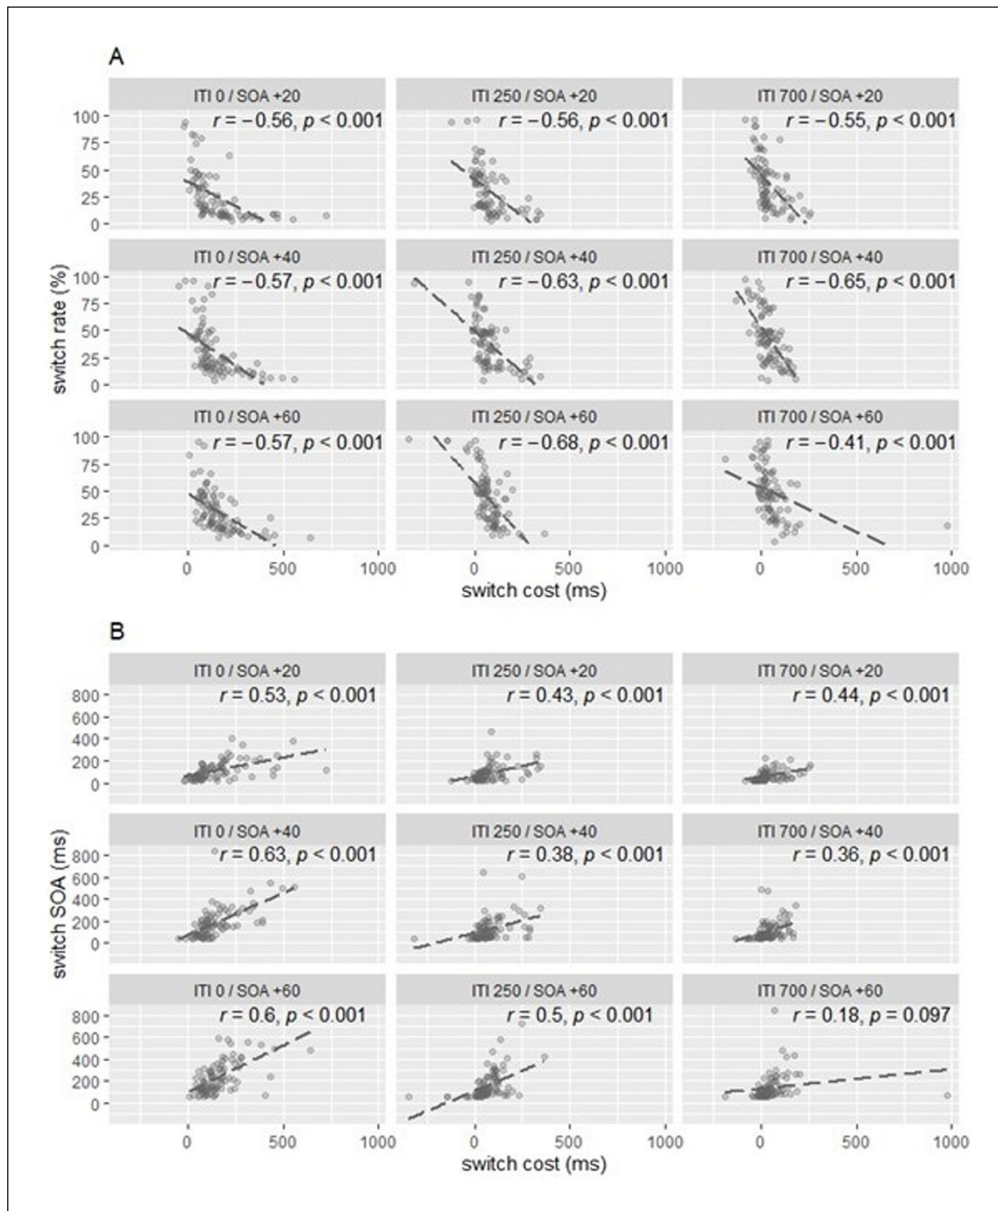 A
ITI 0 / SOA +20 ITI 250 / SOA +20 ITI 700 / SOA +20
r = −0.56, p < 0.001 r = −0.56, p < 0.001 r = −0.55, p < 0.001
100
75
50
25
0
ITI 0 / SOA +40 ITI 250 / SOA +40 ITI 700 / SOA +40
r = −0.57, p < 0.001 r = −0.63, p < 0.001 r = −0.65, p < 0.001
100
75
50
25
0
switch rate (%)
ITI 0 / SOA +60 ITI 250 / SOA +60 ITI 700 / SOA +60
r = −0.57, p < 0.001 r = −0.68, p < 0.001 r = −0.41, p < 0.001
100
75
50
25
0
0 500 1000 0 500 1000 0 500 1000
switch cost (ms)
B
ITI 0 / SOA +20 ITI 250 / SOA +20 ITI 700 / SOA +20
r = 0.53, p < 0.001 r = 0.43, p < 0.001 r = 0.44, p < 0.001
800
600
400
200
0
ITI 0 / SOA +40 ITI 250 / SOA +40 ITI 700 / SOA +40
r = 0.63, p < 0.001 r = 0.38, p < 0.001 r = 0.36, p < 0.001
800
600
400
200
0
switch SOA (ms)
ITI 0 / SOA +60 ITI 250 / SOA +60 ITI 700 / SOA +60
r = 0.6, p < 0.001 r = 0.5, p < 0.001 r = 0.18, p = 0.097
800
600
400
200
0
0 500 1000 0 500 1000 0 500 1000
switch cost (ms)